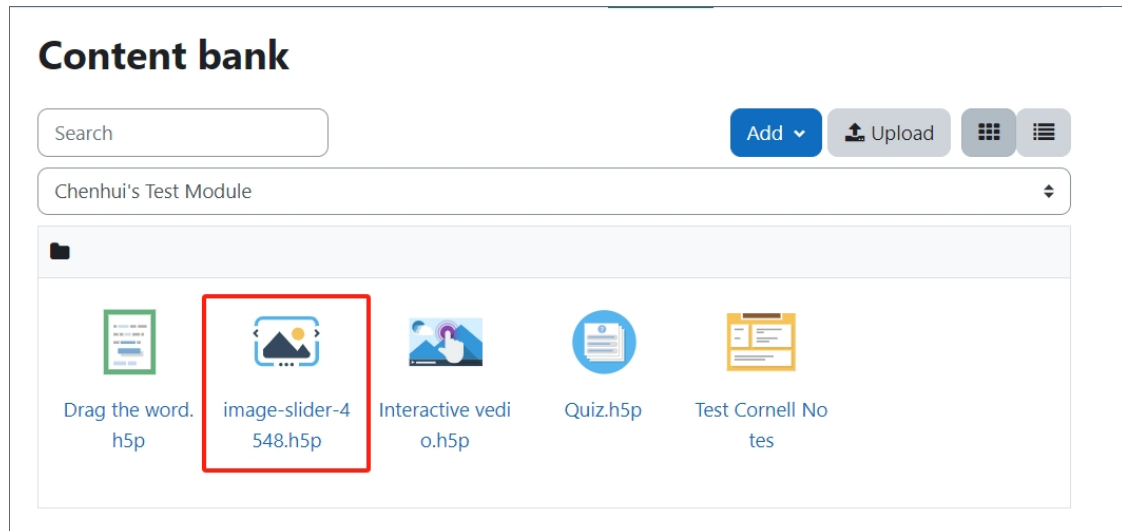 Content bank
Search
Add
Upload
Chenhui's Test Module
Drag the word.
h5p
image-slider-4
548.h5p
Interactive vedi
o.h5p
Quiz.h5p
Test Cornell No
tes